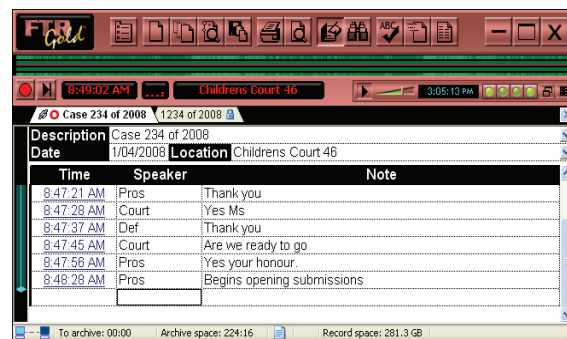 FTR Gold ABC
8:49:02 AM Childrens Court 46 3:05:13 PM
Case 234 of 2008 1234 of 2008
Description Case 234 of 2008
Date 1/04/2008 Location Childrens Court 46
Time Speaker Note
8:47:21 AM Pros Thank you
8:47:28 AM Court Yes Ms
8:47:37 AM Def Thank you
8:47:45 AM Court Are we ready to go
8:47:56 AM Pros Yes your honour.
8:48:28 AM Pros Begins opening submissions
To archive: 00:00 Archive space: 224:16 Record space: 281.3 GB